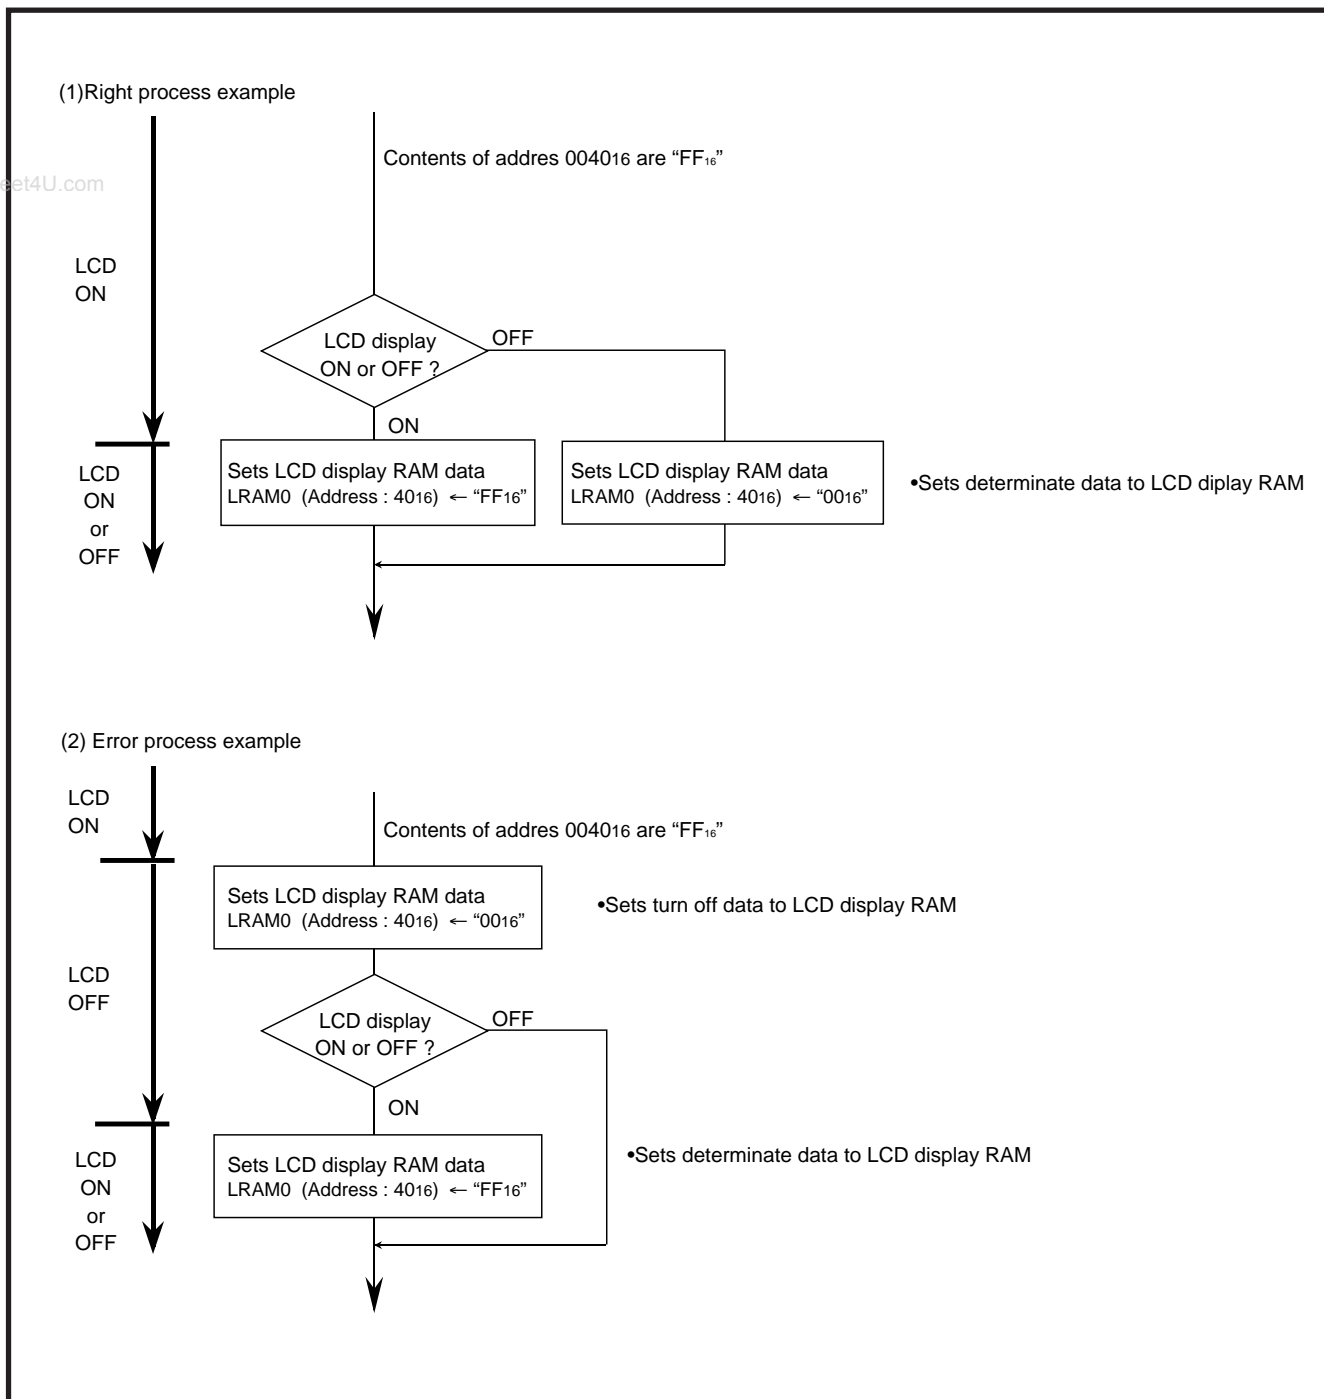 (1)Right process example
Contents of addres 004016 are “FF16”
eet4U.com
LCD
ON
LCD display
ON or OFF ?
OFF
ON
LCD
ON
or
OFF
Sets LCD display RAM data
LRAM0 (Address : 4016) ← “FF16”
Sets LCD display RAM data
LRAM0 (Address : 4016) ← “0016”
•Sets determinate data to LCD diplay RAM
(2) Error process example
LCD
ON
Contents of addres 004016 are “FF16”
Sets LCD display RAM data
LRAM0 (Address : 4016) ← “0016”
•Sets turn off data to LCD display RAM
LCD
OFF
LCD display
ON or OFF ?
OFF
ON
LCD
ON
or
OFF
Sets LCD display RAM data
LRAM0 (Address : 4016) ← “FF16”
•Sets determinate data to LCD display RAM